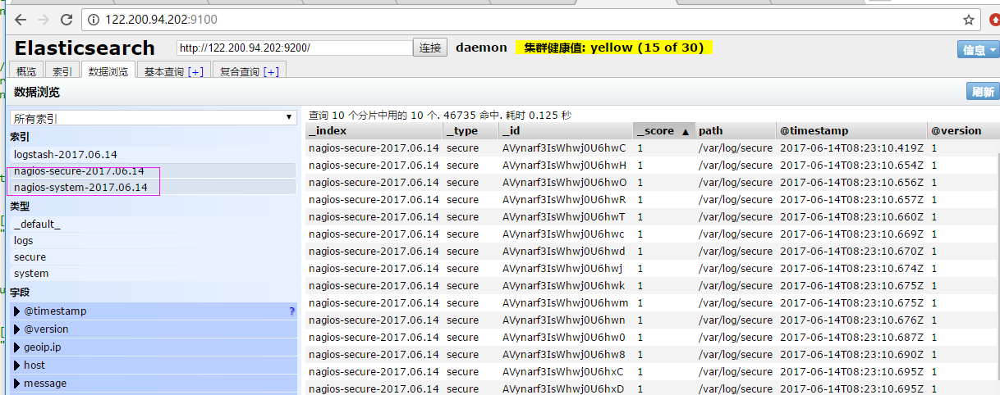 122.200.94.202:9100
Elasticsearch http://122.200.94.202:9200/ 连接 daemon 集群健康值: yellow (15 of 30) 信息
概览 索引 数据浏览 基本查询 [+] 复合查询 [+]
数据浏览 刷新
所有索引
索引
logstash-2017.06.14
nagios-secure-2017.06.14
nagios-system-2017.06.14
类型
_default_
logs
secure
system
字段
@timestamp ?
@version
geoip.ip
host
message
查询 10 个分片中用的 10 个. 46735 命中. 耗时 0.125 秒
_index _type _id _score path @timestamp @version
nagios-secure-2017.06.14 secure AVynarf3IsWhwj0U6hwC 1 /var/log/secure 2017-06-14T08:23:10.419Z 1
nagios-secure-2017.06.14 secure AVynarf3IsWhwj0U6hwH 1 /var/log/secure 2017-06-14T08:23:10.654Z 1
nagios-secure-2017.06.14 secure AVynarf3IsWhwj0U6hwO 1 /var/log/secure 2017-06-14T08:23:10.656Z 1
nagios-secure-2017.06.14 secure AVynarf3IsWhwj0U6hwR 1 /var/log/secure 2017-06-14T08:23:10.657Z 1
nagios-secure-2017.06.14 secure AVynarf3IsWhwj0U6hwT 1 /var/log/secure 2017-06-14T08:23:10.660Z 1
nagios-secure-2017.06.14 secure AVynarf3IsWhwj0U6hwc 1 /var/log/secure 2017-06-14T08:23:10.669Z 1
nagios-secure-2017.06.14 secure AVynarf3IsWhwj0U6hwd 1 /var/log/secure 2017-06-14T08:23:10.670Z 1
nagios-secure-2017.06.14 secure AVynarf3IsWhwj0U6hwj 1 /var/log/secure 2017-06-14T08:23:10.674Z 1
nagios-secure-2017.06.14 secure AVynarf3IsWhwj0U6hwk 1 /var/log/secure 2017-06-14T08:23:10.675Z 1
nagios-secure-2017.06.14 secure AVynarf3IsWhwj0U6hwm 1 /var/log/secure 2017-06-14T08:23:10.675Z 1
nagios-secure-2017.06.14 secure AVynarf3IsWhwj0U6hwn 1 /var/log/secure 2017-06-14T08:23:10.676Z 1
nagios-secure-2017.06.14 secure AVynarf3IsWhwj0U6hw0 1 /var/log/secure 2017-06-14T08:23:10.687Z 1
nagios-secure-2017.06.14 secure AVynarf3IsWhwj0U6hw8 1 /var/log/secure 2017-06-14T08:23:10.690Z 1
nagios-secure-2017.06.14 secure AVynarf3IsWhwj0U6hxC 1 /var/log/secure 2017-06-14T08:23:10.695Z 1
nagios-secure-2017.06.14 secure AVynarf3IsWhwj0U6hxD 1 /var/log/secure 2017-06-14T08:23:10.695Z 1